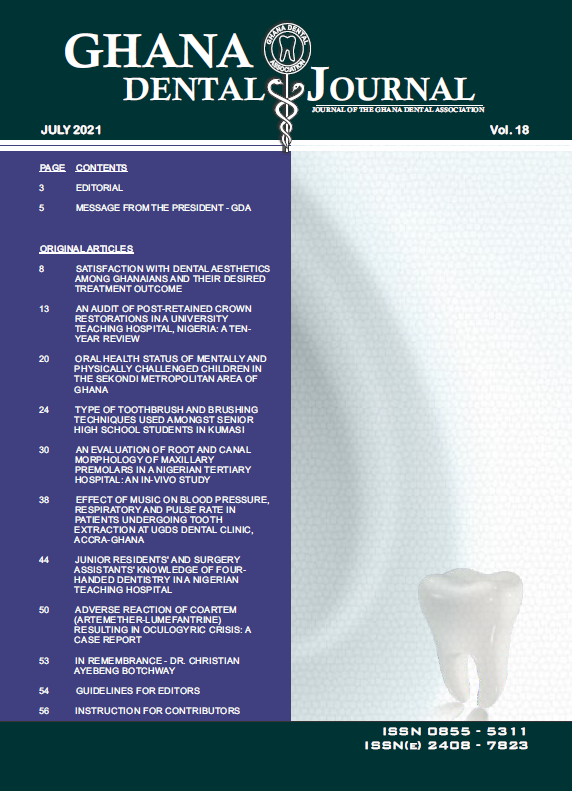 GHANA
DENTAL JOURNAL
GHANA DENTAL
ASSOCIATION
JOURNAL OF THE GHANA DENTAL ASSOCIATION
JULY 2021 Vol. 18
PAGE CONTENTS
3 EDITORIAL
5 MESSAGE FROM THE PRESIDENT - GDA
ORIGINAL ARTICLES
8 SATISFACTION WITH DENTAL AESTHETICS
AMONG GHANAIANS AND THEIR DESIRED
TREATMENT OUTCOME
13 AN AUDIT OF POST-RETAINED CROWN
RESTORATIONS IN A UNIVERSITY
TEACHING HOSPITAL, NIGERIA: A TEN-
YEAR REVIEW
20 ORAL HEALTH STATUS OF MENTALLY AND
PHYSICALLY CHALLENGED CHILDREN IN
THE SEKONDI METROPOLITAN AREA OF
GHANA
24 TYPE OF TOOTHBRUSH AND BRUSHING
TECHNIQUES USED AMONGST SENIOR
HIGH SCHOOL STUDENTS IN KUMASI
30 AN EVALUATION OF ROOT AND CANAL
MORPHOLOGY OF MAXILLARY
PREMOLARS IN A NIGERIAN TERTIARY
HOSPITAL: AN IN-VIVO STUDY
38 EFFECT OF MUSIC ON BLOOD PRESSURE,
RESPIRATORY AND PULSE RATE IN
PATIENTS UNDERGOING TOOTH
EXTRACTION AT UGDS DENTAL CLINIC,
ACCRA-GHANA
44 JUNIOR RESIDENTS' AND SURGERY
ASSISTANTS' KNOWLEDGE OF FOUR-
HANDED DENTISTRY IN A NIGERIAN
TEACHING HOSPITAL
50 ADVERSE REACTION OF COARTEM
(ARTEMETHER-LUMEFANTRINE)
RESULTING IN OCULOGYRIC CRISIS: A
CASE REPORT
53 IN REMEMBRANCE - DR. CHRISTIAN
AYEBENG BOTCHWAY
54 GUIDELINES FOR EDITORS
56 INSTRUCTION FOR CONTRIBUTORS
ISSN 0855 - 5311
ISSN(E) 2408 - 7823